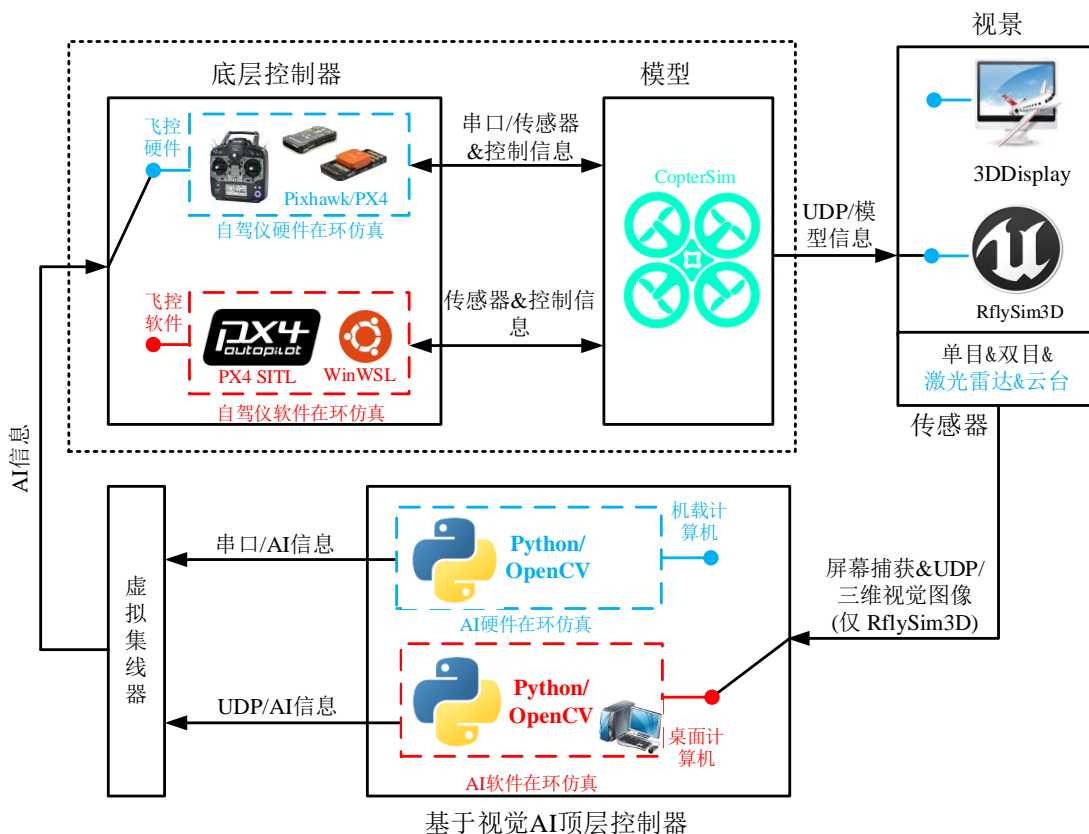 视景
底层控制器
模型
飞控
硬件
Pixhawk/PX4
自驾仪硬件在环仿真
串口/传感器
&控制信息
CopterSim
3DDisplay
UDP/模
型信息
RflySim3D
飞控
软件
px4
autopilot
PX4 SITL
WinWSL
自驾仪软件在环仿真
传感器&控制信
息
单目&双目&
激光雷达&云台
传感器
AI信息
虚
拟
集
线
器
串口/AI信息
Python/
OpenCV
机载计
算机
AI硬件在环仿真
屏幕捕获&UDP/
三维视觉图像
(仅 RflySim3D)
UDP/AI信息
Python/
OpenCV
桌面计
算机
AI软件在环仿真
基于视觉AI顶层控制器